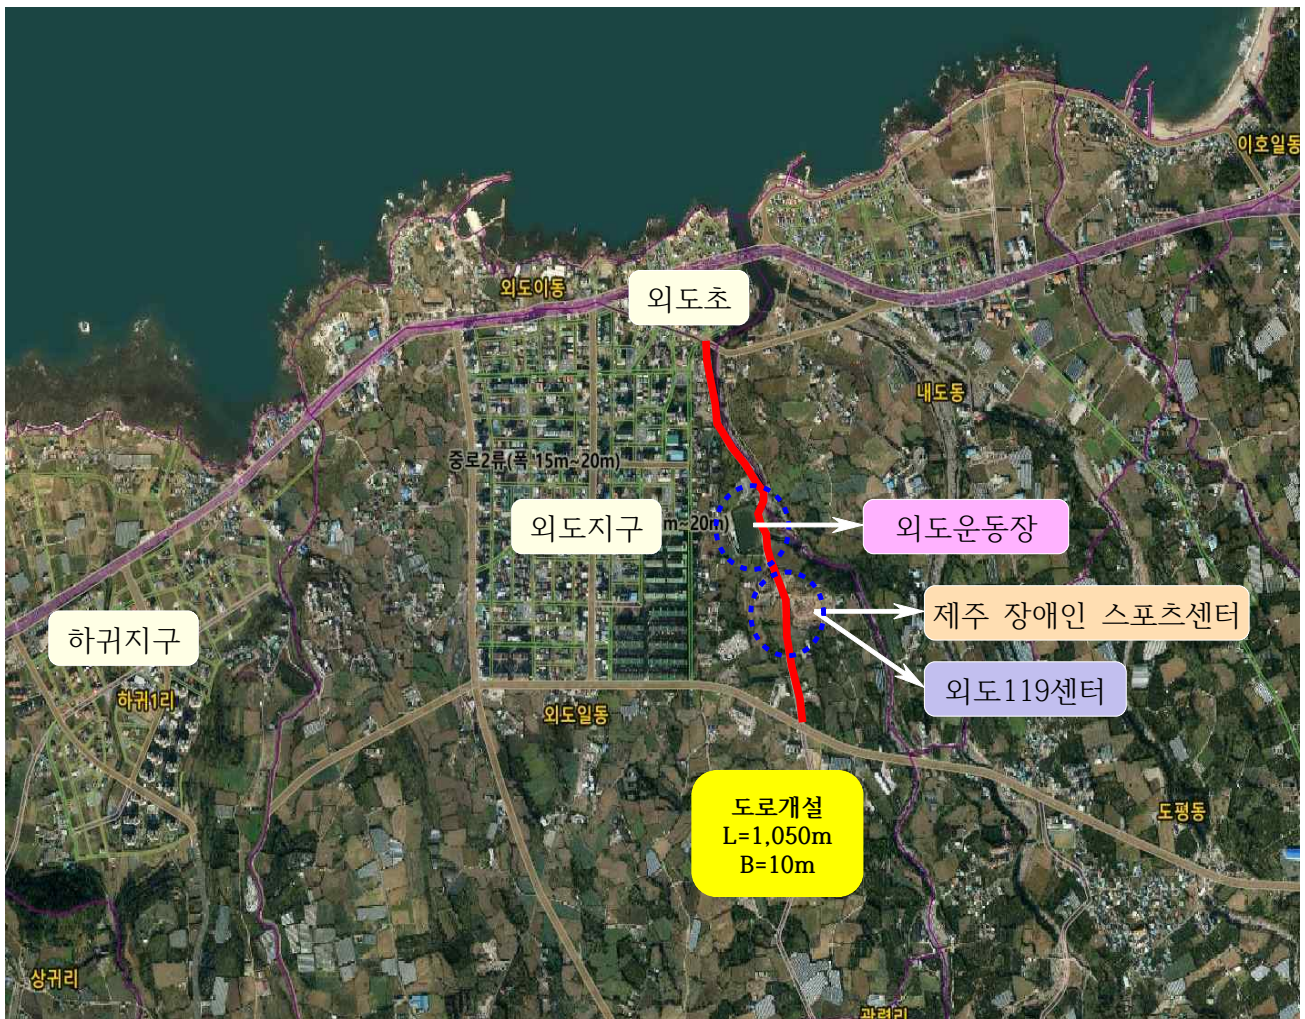 이호일동
외도이동
외도초
내도동
중로2류(폭 15m~20m)
외도지구
m~20m)
외도운동장
제주 장애인 스포츠센터
하귀지구
외도119센터
하귀1리
외도일동
도로개설
L=1,050m
B=10m
도평동
상귀리
광령리